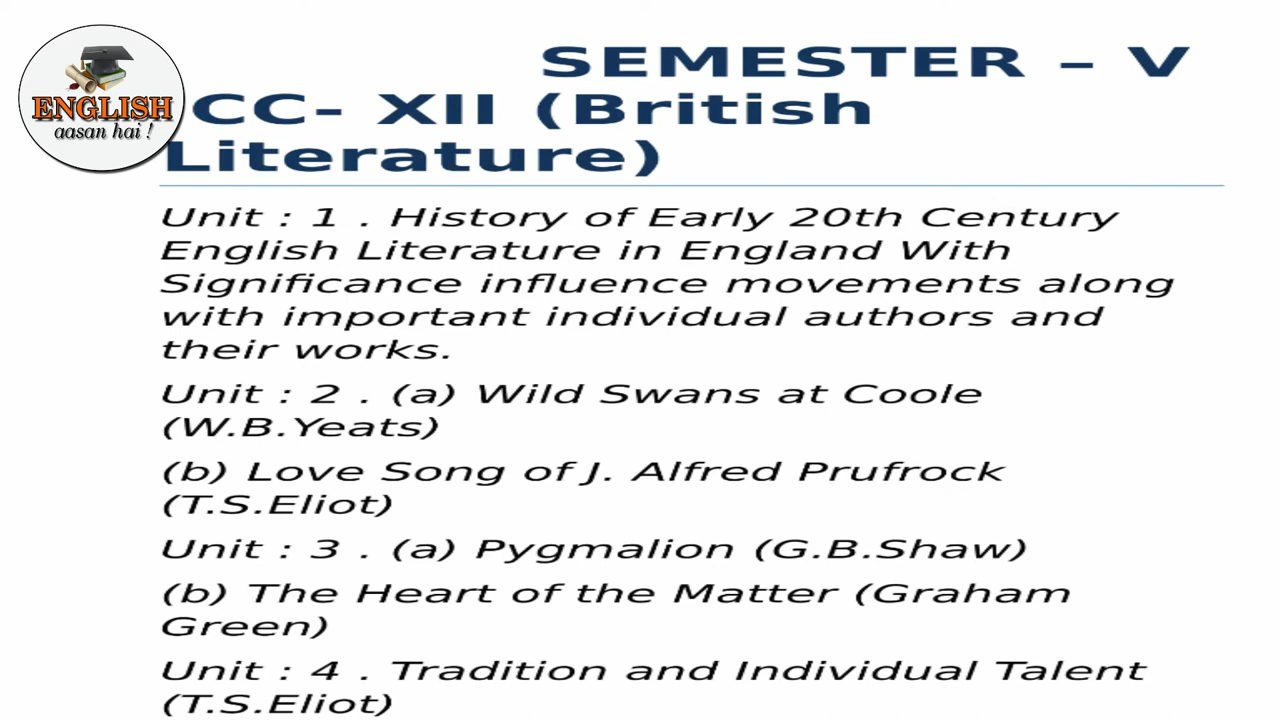 ENGLISH
aasan hai !
SEMESTER – V
CC- XII (British
Literature)
Unit : 1 . History of Early 20th Century
English Literature in England With
Significance influence movements along
with important individual authors and
their works.
Unit : 2 . (a) Wild Swans at Coole
(W.B.Yeats)
(b) Love Song of J. Alfred Prufrock
(T.S.Eliot)
Unit : 3 . (a) Pygmalion (G.B.Shaw)
(b) The Heart of the Matter (Graham
Green)
Unit : 4 . Tradition and Individual Talent
(T.S.Eliot)